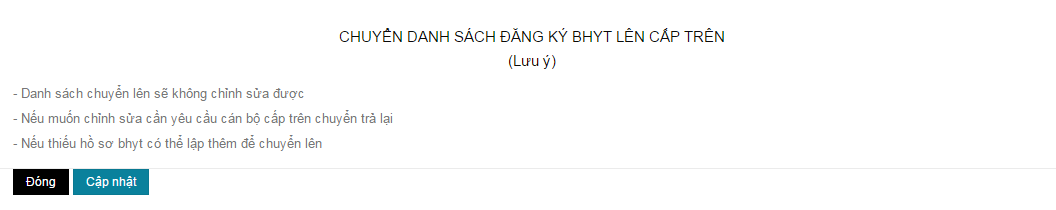 CHUYỂN DANH SÁCH ĐĂNG KÝ BHYT LÊN CẤP TRÊN
(Lưu ý)
- Danh sách chuyển lên sẽ không chỉnh sửa được
- Nếu muốn chỉnh sửa cần yêu cầu cán bộ cấp trên chuyển trả lại
- Nếu thiếu hồ sơ bhyt có thể lập thêm để chuyển lên
Đóng Cập nhật